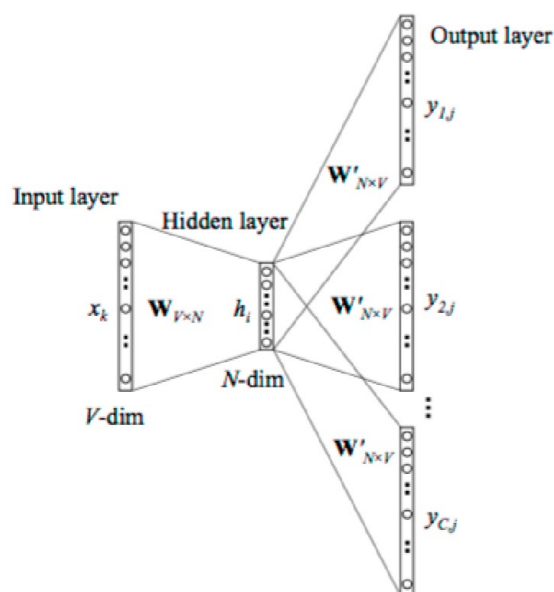 Output layer
y1,j
W'N×V
Input layer
Hidden layer
xk
WV×N
hi
W'N×V
y2,j
N-dim
V-dim
W'N×V
yC,j